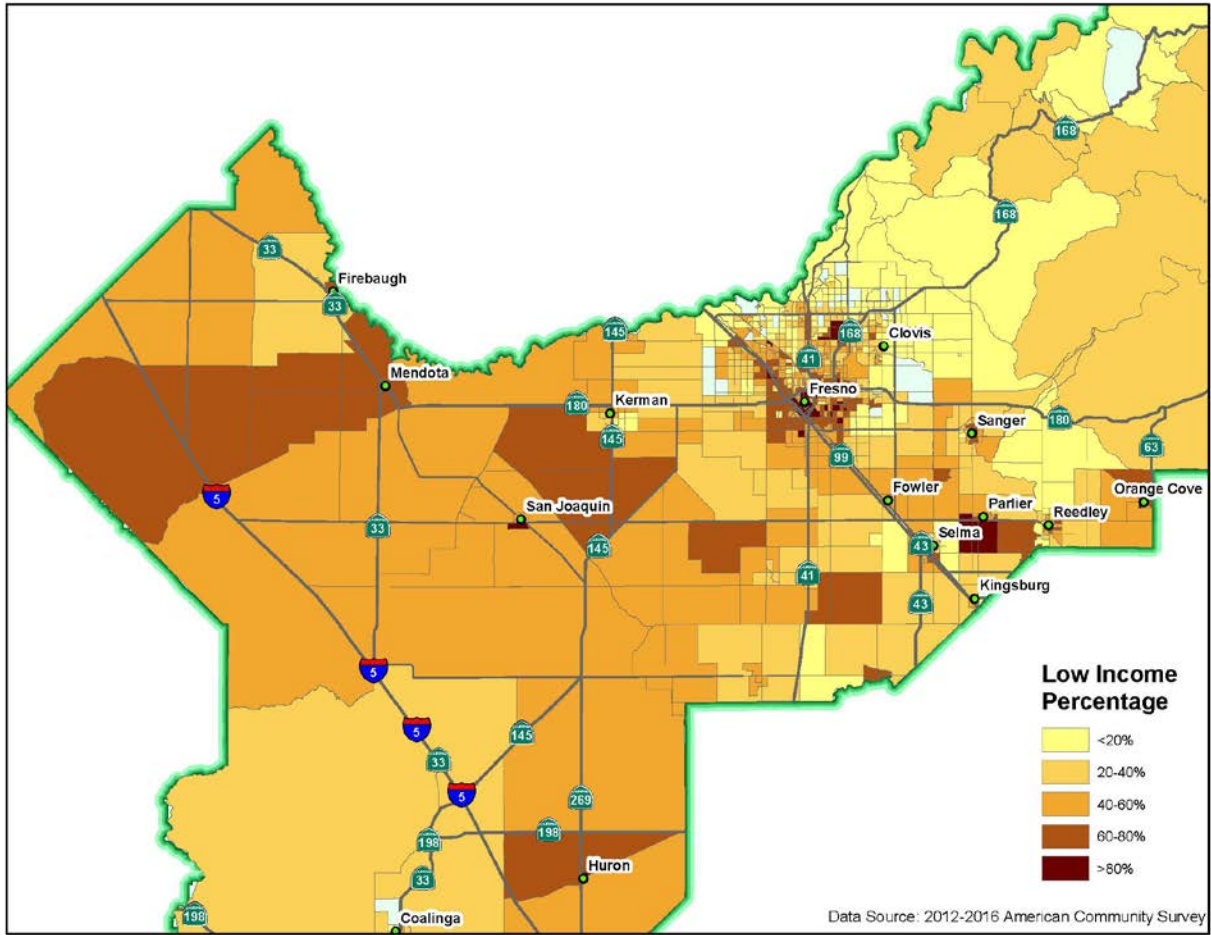 168
168
33
Firebaugh
33
145
168
Clovis
41
Mendota
180
Kerman
Fresno
145
180
Sanger
63
99
5
Fowler
Orange Cove
Parlier
Reedley
San Joaquin
33
145
43
Selma
41
43
Kingsburg
5
5
145
33
5
269
198
198
33
Huron
198
Coalinga
Low Income
Percentage
<20%
20-40%
40-60%
60-80%
>80%
Data Source: 2012-2016 American Community Survey